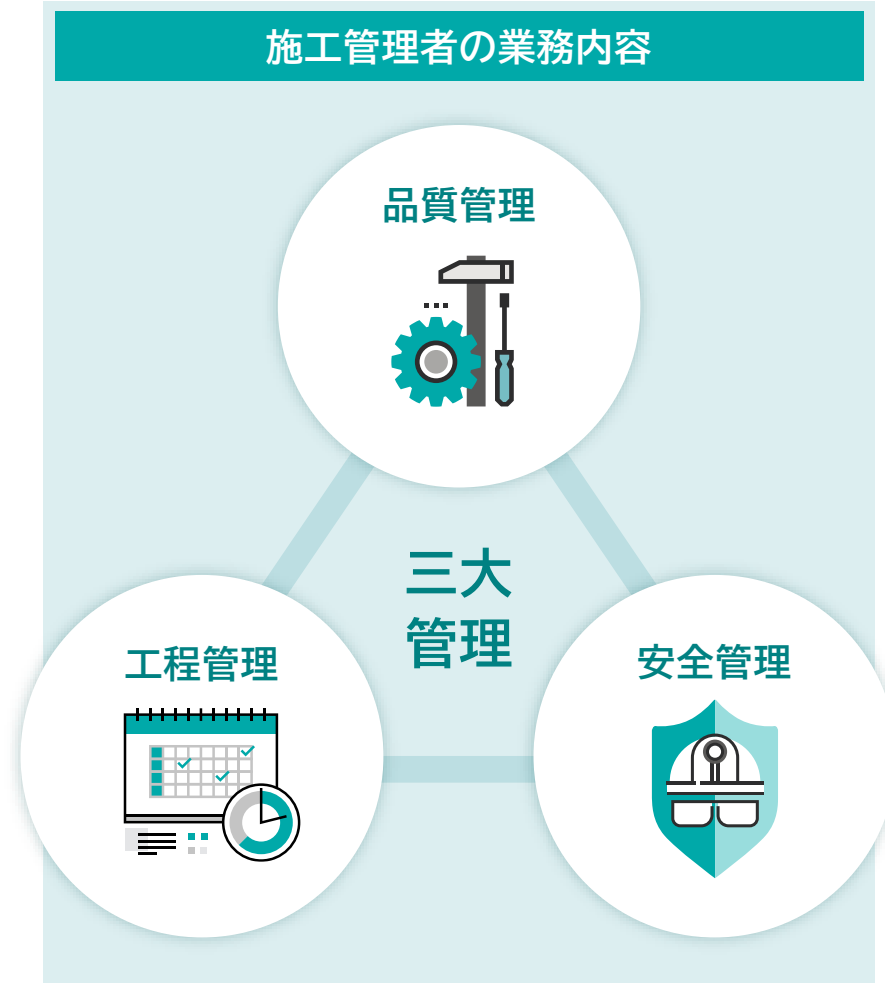 施工管理者の業務内容
品質管理
三大
管理
工程管理
安全管理